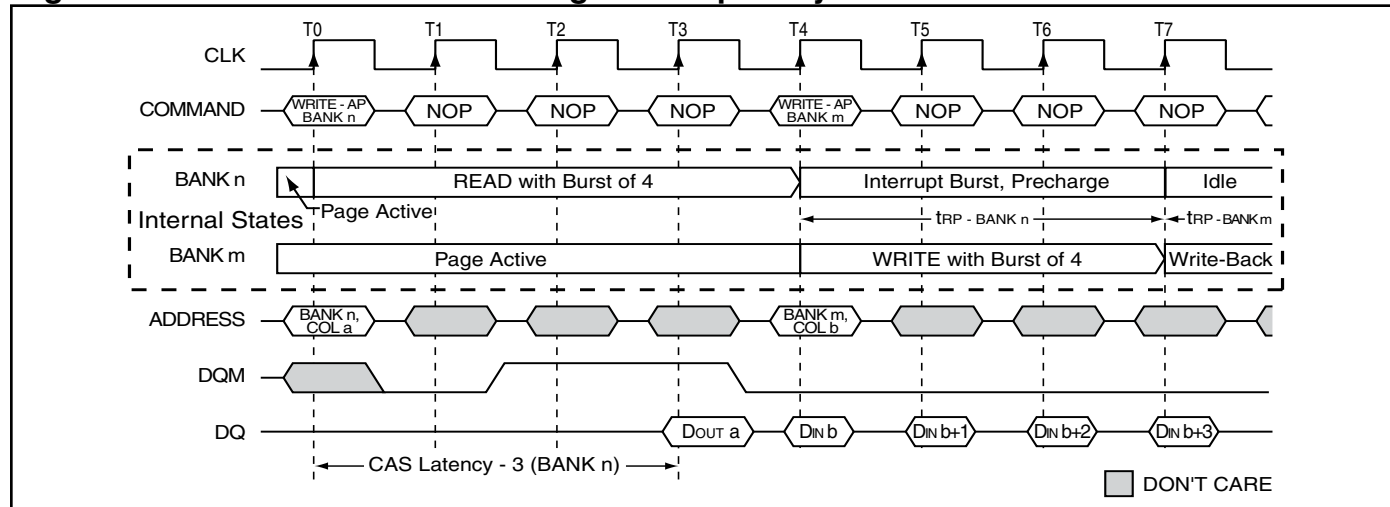 T0 T1 T2 T3 T4 T5 T6 T7
CLK
COMMAND WRITE - AP BANK n NOP NOP NOP WRITE - AP BANK m NOP NOP NOP
BANK n READ with Burst of 4 Interrupt Burst, Precharge Idle
Internal States Page Active tRP - BANK n tRP - BANK m
BANK m Page Active WRITE with Burst of 4 Write-Back
ADDRESS BANK n, COL a BANK m, COL b
DQM
DQ DOUT a DIN b DIN b+1 DIN b+2 DIN b+3
CAS Latency - 3 (BANK n)
DON'T CARE